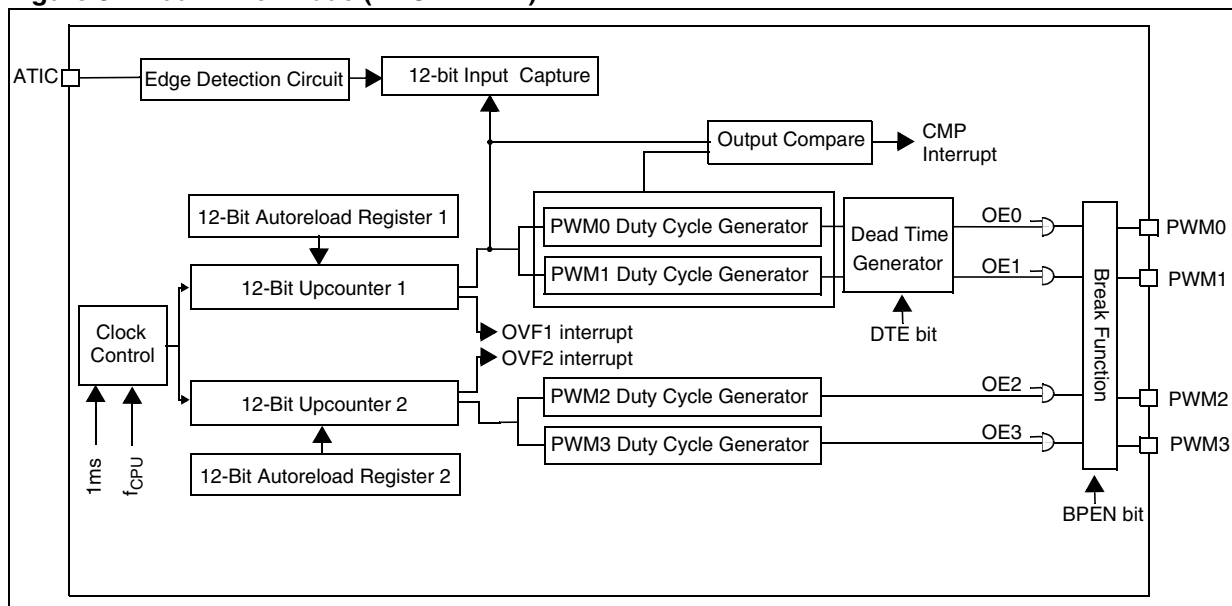 ATIC
Edge Detection Circuit
12-bit Input Capture
Output Compare
CMP
Interrupt
12-Bit Autoreload Register 1
PWM0 Duty Cycle Generator
PWM1 Duty Cycle Generator
Dead Time
Generator
OE0
OE1
PWM0
PWM1
12-Bit Upcounter 1
Clock
Control
OVF1 interrupt
OVF2 interrupt
DTE bit
Break Function
12-Bit Upcounter 2
PWM2 Duty Cycle Generator
PWM3 Duty Cycle Generator
OE2
OE3
PWM2
PWM3
12-Bit Autoreload Register 2
1ms
fCPU
BPEN bit